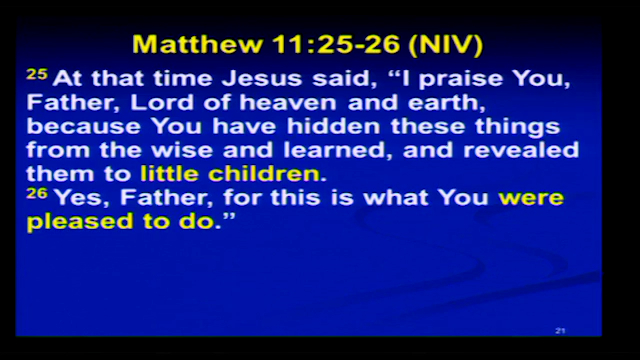 Matthew 11:25-26 (NIV)
25 At that time Jesus said, “I praise You,
Father, Lord of heaven and earth,
because You have hidden these things
from the wise and learned, and revealed
them to little children.
26 Yes, Father, for this is what You were
pleased to do.”
21